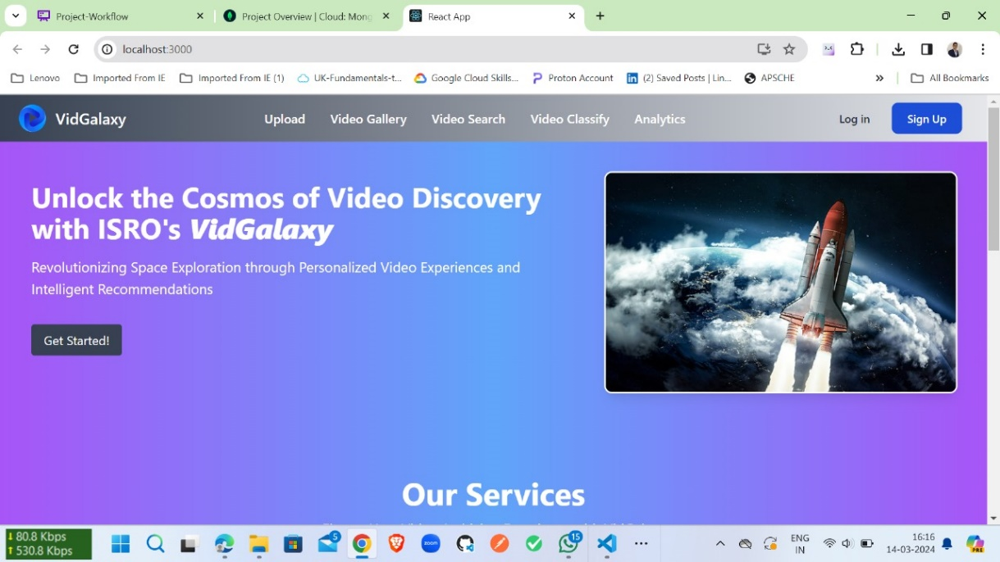 Project-Workflow
Project Overview | Cloud: Mong
React App
localhost:3000
Lenovo
Imported From IE
Imported From IE (1)
UK-Fundamentals-t...
Google Cloud Skills...
Proton Account
(2) Saved Posts | Lin...
APSCHE
All Bookmarks
VidGalaxy
Upload
Video Gallery
Video Search
Video Classify
Analytics
Log in
Sign Up
Unlock the Cosmos of Video Discovery
with ISRO's VidGalaxy
Revolutionizing Space Exploration through Personalized Video Experiences and
Intelligent Recommendations
Get Started!
Our Services
80.8 Kbps
530.8 Kbps
5
zoom
15
ENG
IN
16:16
14-03-2024
PRE